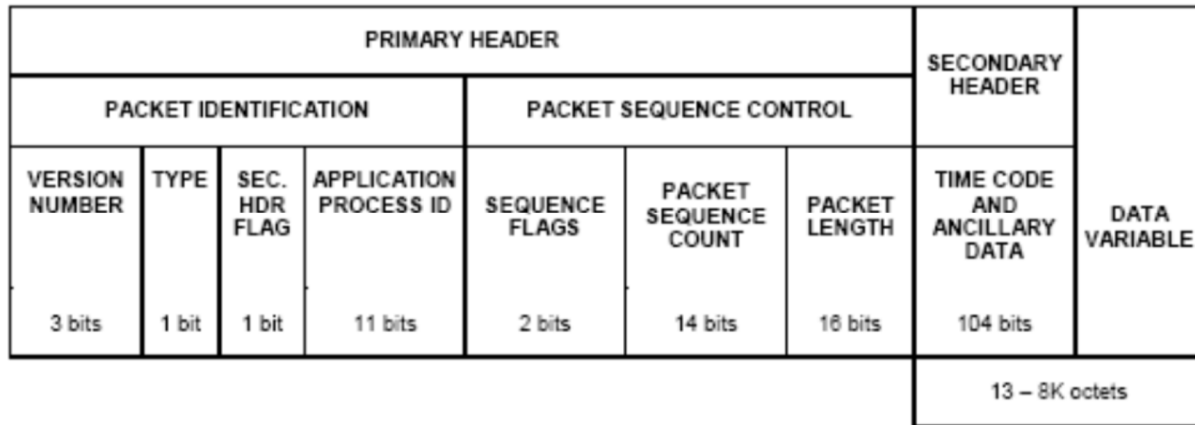 PRIMARY HEADER
SECONDARY
HEADER
PACKET IDENTIFICATION
PACKET SEQUENCE CONTROL
VERSION
NUMBER
TYPE
SEC.
HDR
FLAG
APPLICATION
PROCESS ID
SEQUENCE
FLAGS
PACKET
SEQUENCE
COUNT
PACKET
LENGTH
TIME CODE
AND
ANCILLARY
DATA
DATA
VARIABLE
3 bits
1 bit
1 bit
11 bits
2 bits
14 bits
16 bits
104 bits
13 – 8K octets